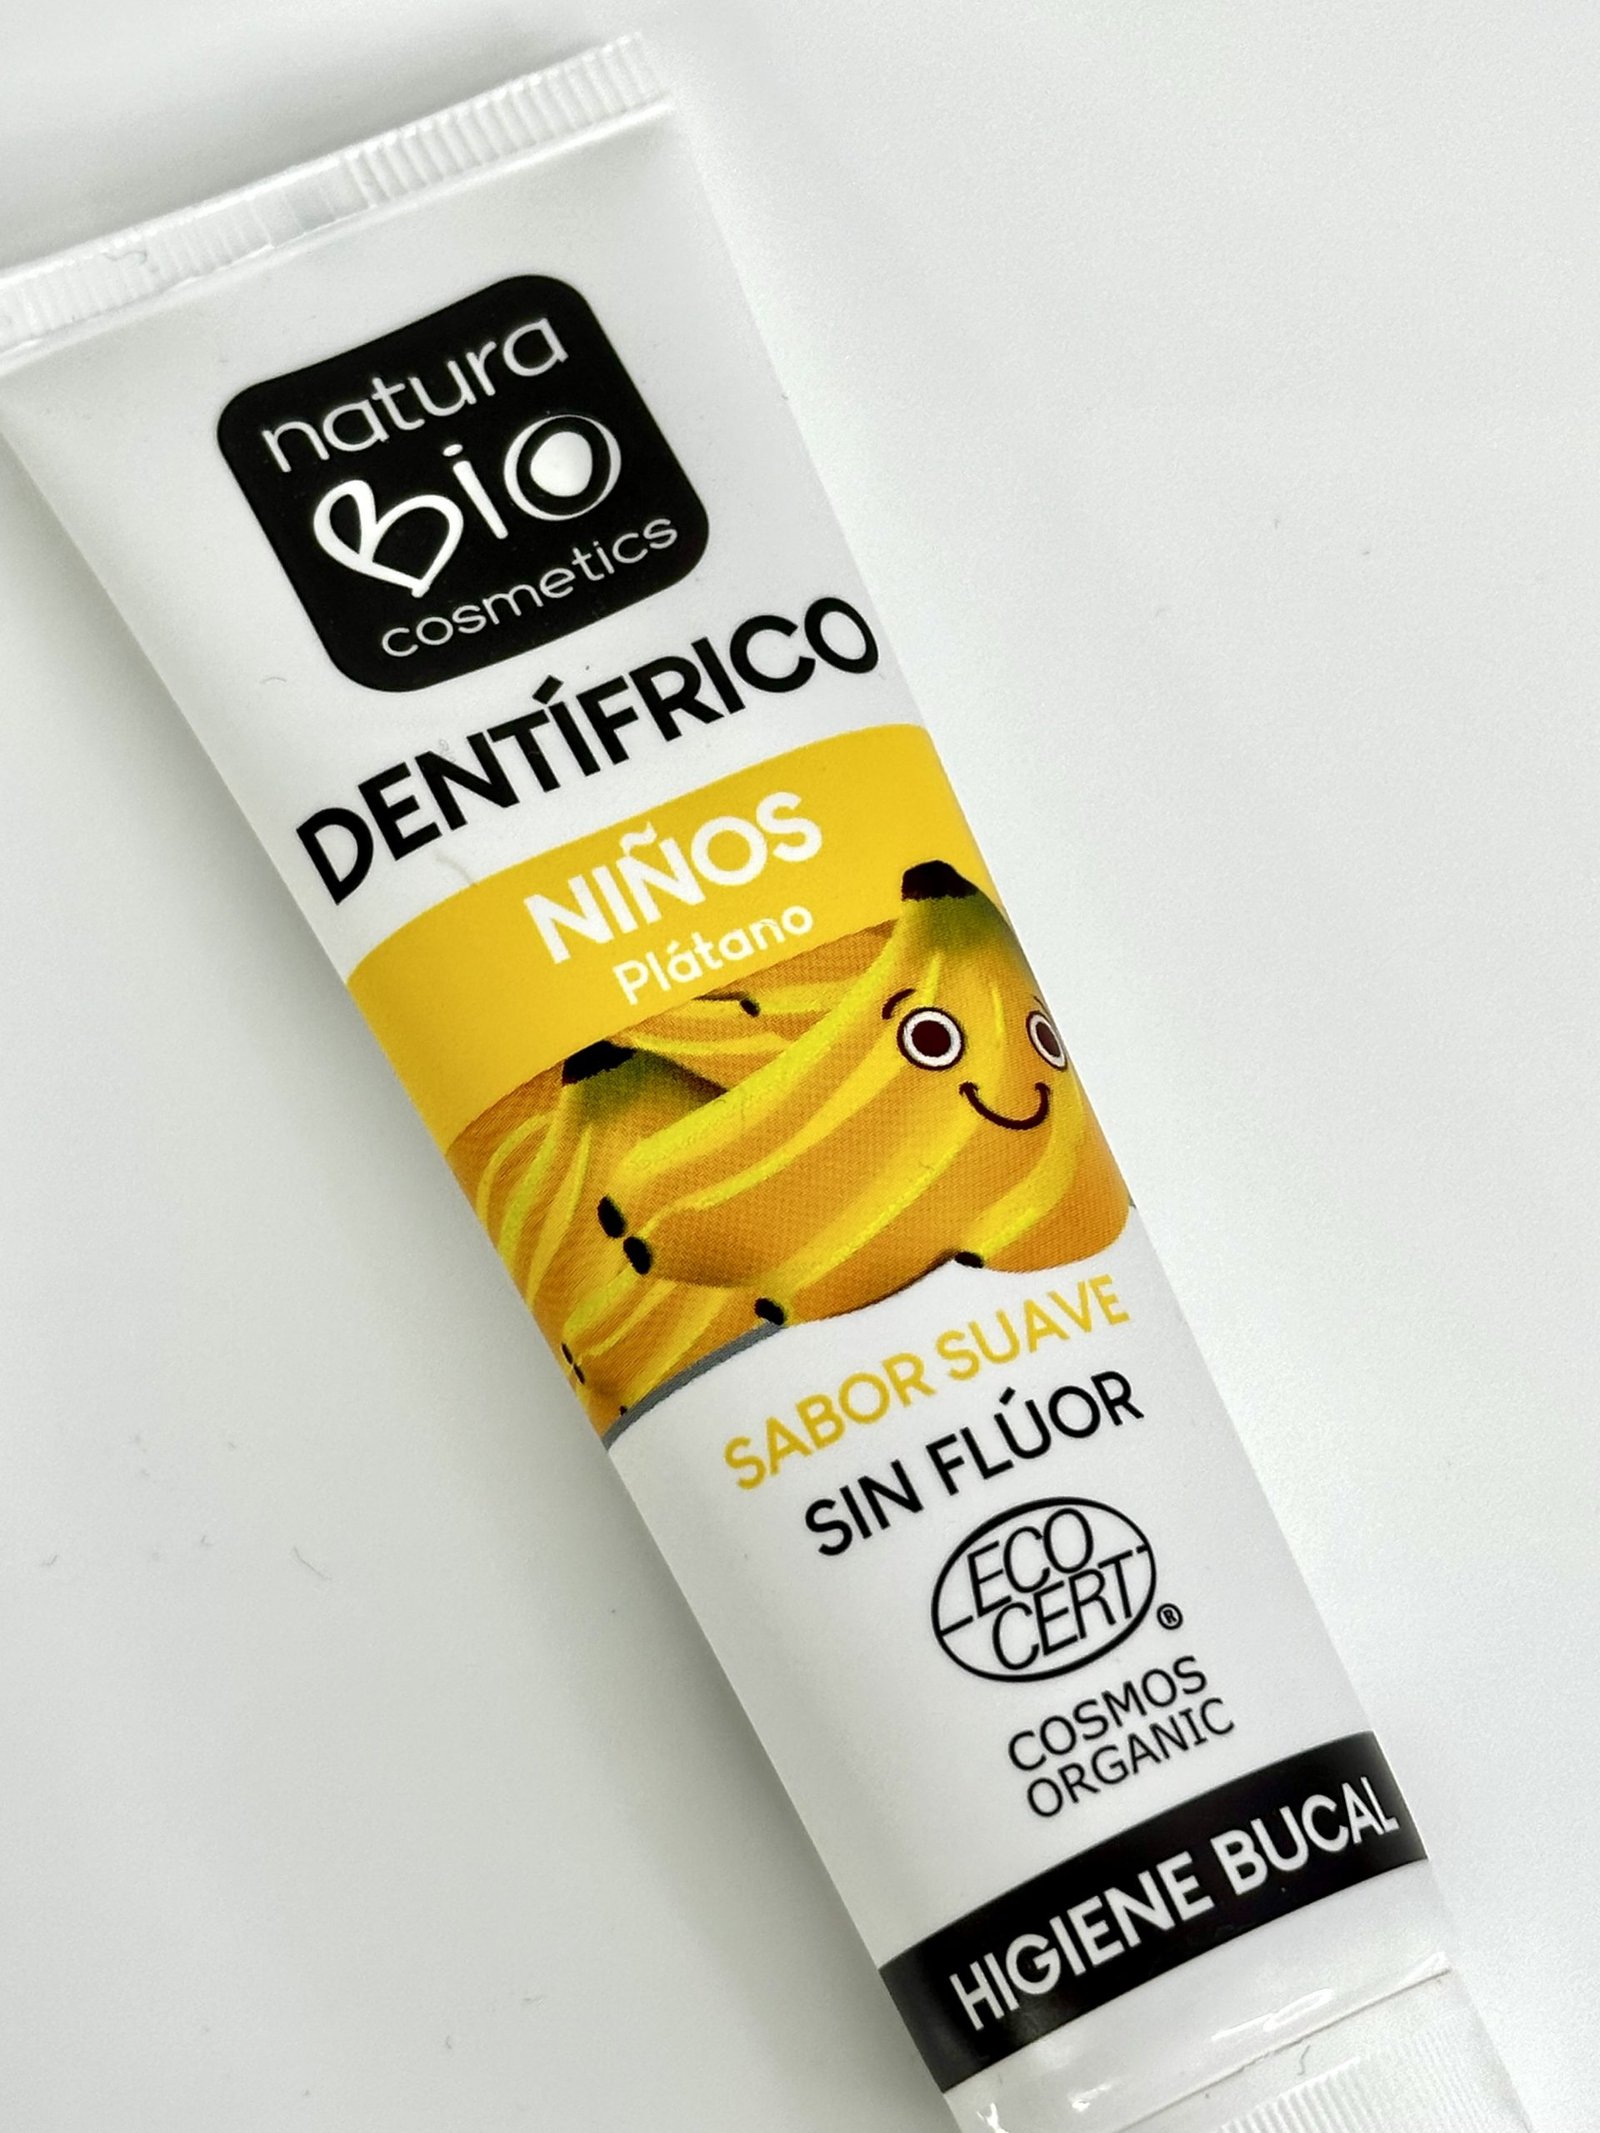 natura
Bio
cosmetics
DENTÍFRICO
NIÑOS
Plátano
SABOR SUAVE
SIN FLÚOR
ECO
CERT®
COSMOS
ORGANIC
HIGIENE BUCAL